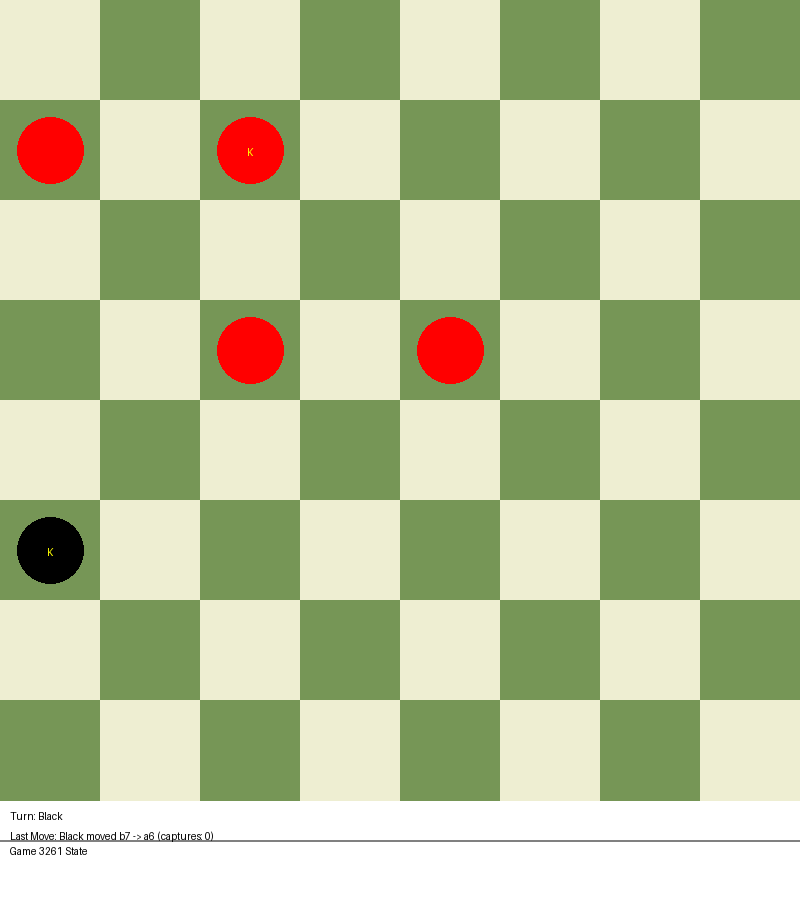 K
K
Turn: Black
Last Move: Black moved b7 -> a6 (captures: 0)
Game 3261 State